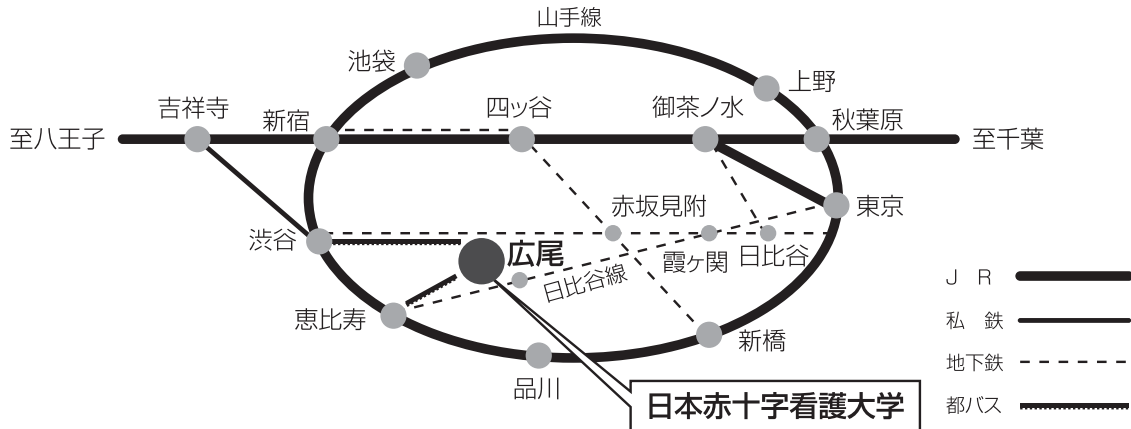 山手線
池袋
上野
吉祥寺
新宿
四ッ谷
御茶ノ水
秋葉原
至八王子
至千葉
赤坂見附
東京
渋谷
広尾
霞ヶ関
日比谷
日比谷線
ＪＲ
恵比寿
私鉄
新橋
地下鉄
品川
日本赤十字看護大学
都バス